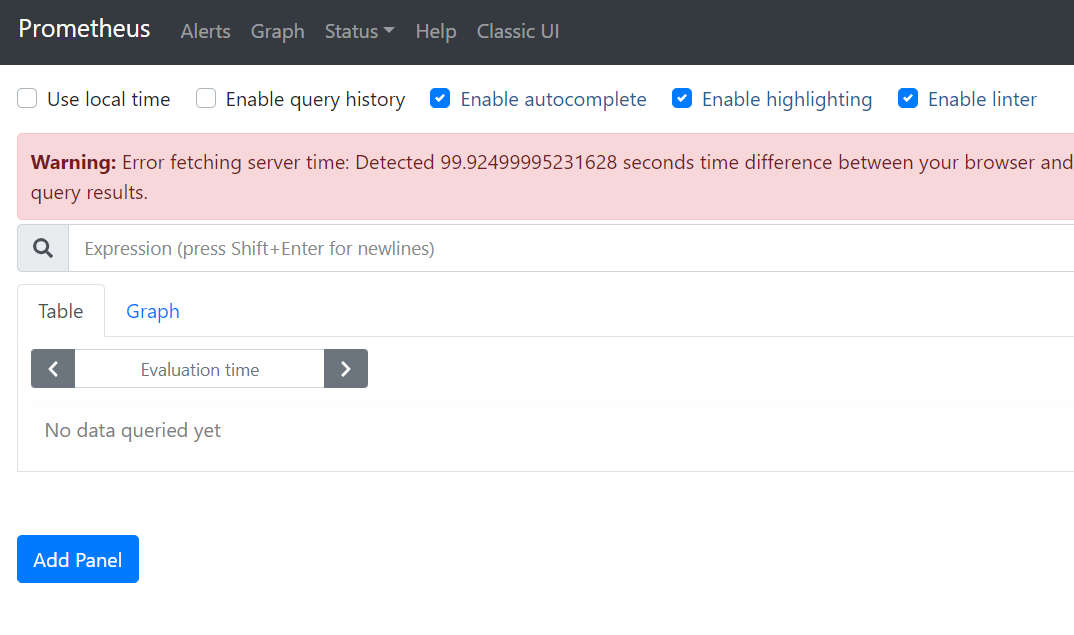 Prometheus Alerts Graph Status Help Classic UI
Use local time Enable query history Enable autocomplete Enable highlighting Enable linter
Warning: Error fetching server time: Detected 99.92499995231628 seconds time difference between your browser and
query results.
Expression (press Shift+Enter for newlines)
Table Graph
Evaluation time
No data queried yet
Add Panel